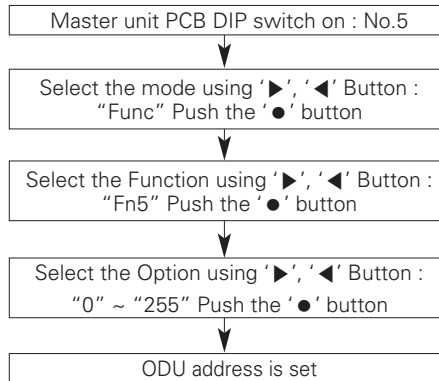 Master unit PCB DIP switch on : No.5
Select the mode using ‘▶’, ‘◀’ Button :
“Func” Push the ‘●’ button
Select the Function using ‘▶’, ‘◀’ Button :
“Fn5” Push the ‘●’ button
Select the Option using ‘▶’, ‘◀’ Button :
“0” ~ “255” Push the ‘●’ button
ODU address is set